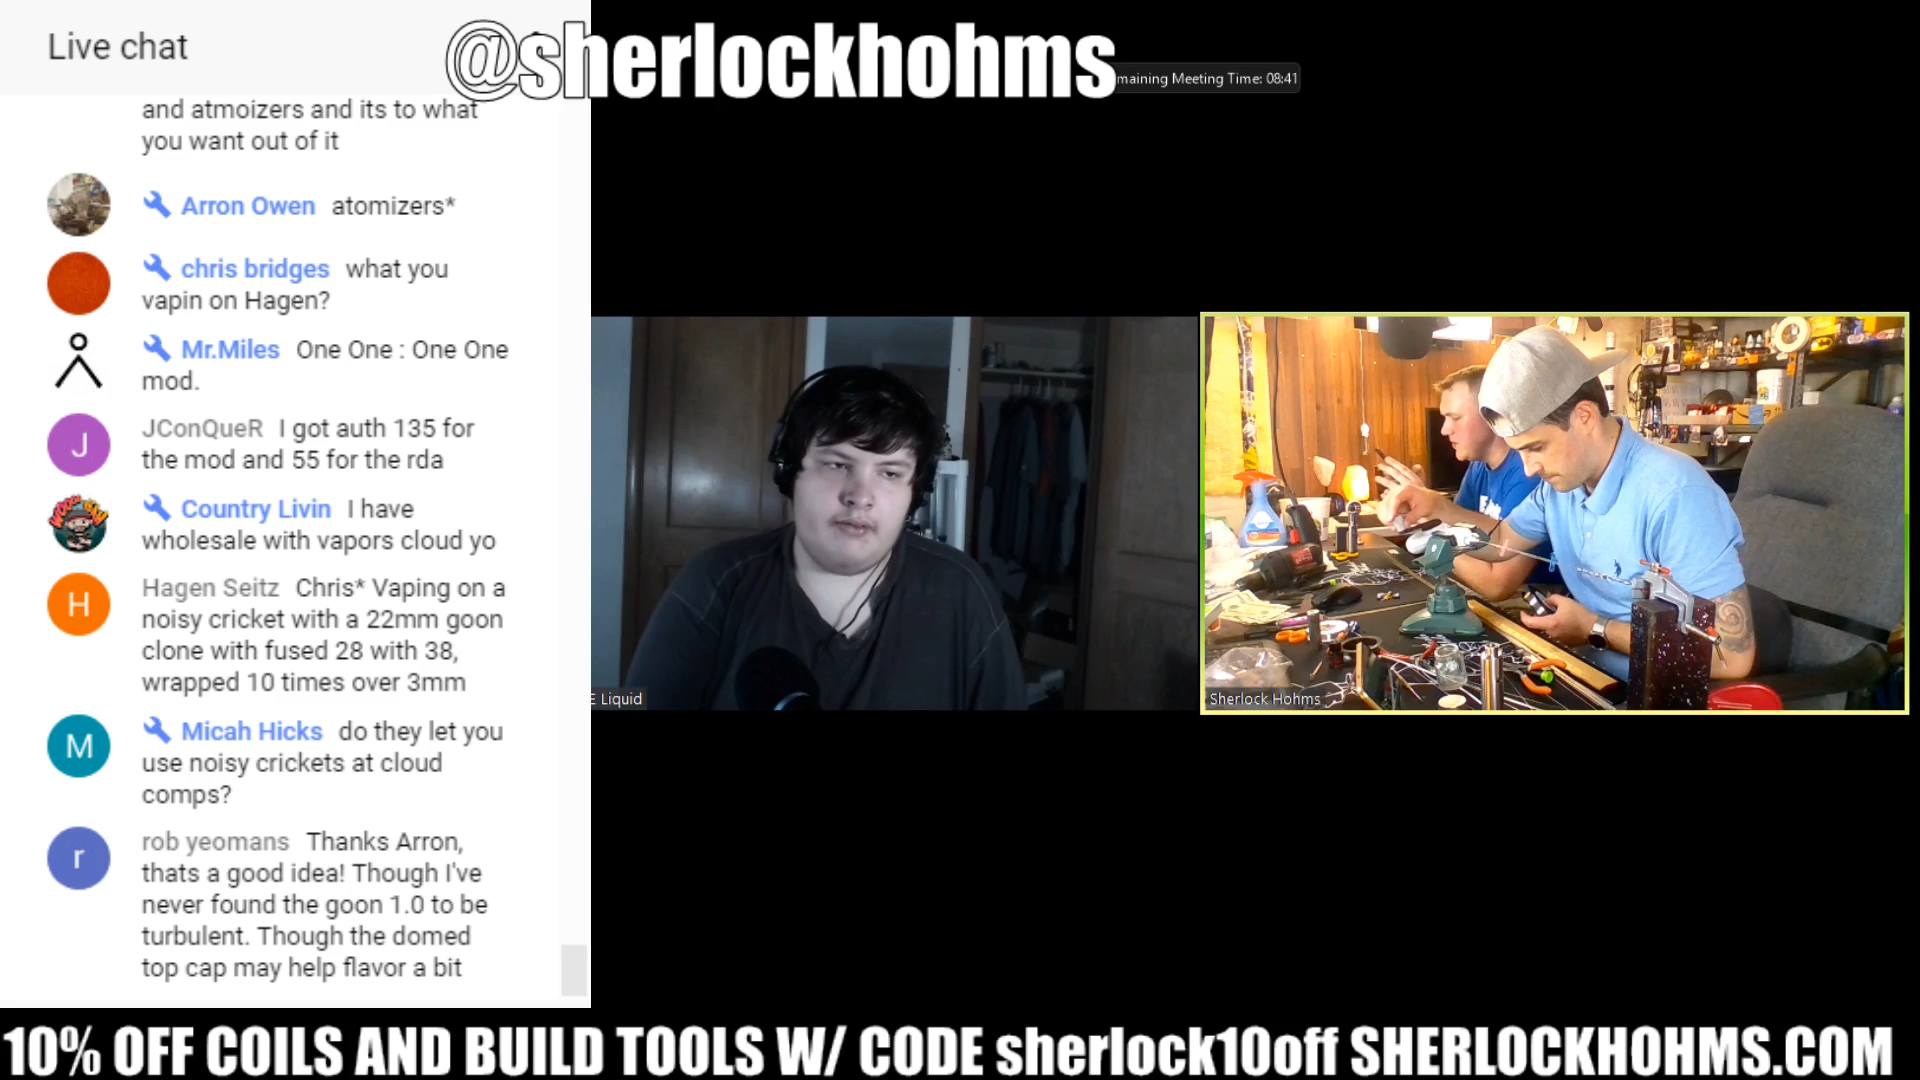 Live chat
@sherlockhohms
maining Meeting Time: 08:41
and atmoizers and its to what
you want out of it
Arron Owen atomizers*
chris bridges what you
vapin on Hagen?
Mr.Miles One One : One One
mod.
J JConQueR I got auth 135 for
the mod and 55 for the rda
Country Livin I have
wholesale with vapors cloud yo
H Hagen Seitz Chris* Vaping on a
noisy cricket with a 22mm goon
clone with fused 28 with 38,
wrapped 10 times over 3mm
M Micah Hicks do they let you
use noisy crickets at cloud
comps?
r rob yeomans Thanks Arron,
thats a good idea! Though I've
never found the goon 1.0 to be
turbulent. Though the domed
top cap may help flavor a bit
E Liquid
Sherlock Hohms
10% OFF COILS AND BUILD TOOLS W/ CODE sherlock10off SHERLOCKHOHMS.COM